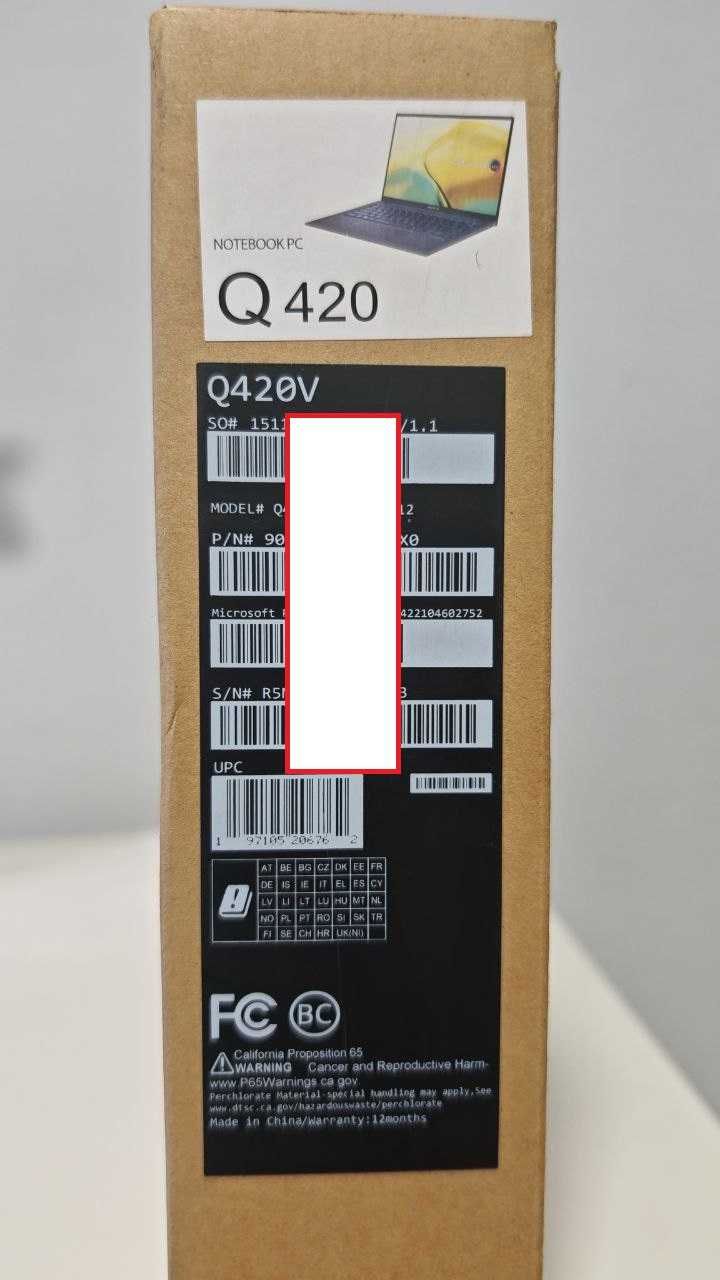 NOTEBOOK PC
Q 420
Q420V
SO# 1511 /1.1
MODEL# Q4 12
P/N# 90 X0
Microsoft 422104602752
S/N# R5N B
UPC
1 97105 20676 2
AT BE BG CZ DK EE FR
DE IS IE IT EL ES CY
LV LI LT LU HU MT NL
NO PL PT RO SI SK TR
FI SE CH HR UK(NI)
FC BC
California Proposition 65
WARNING Cancer and Reproductive Harm-
www.P65Warnings.ca.gov.
Perchlorate Material-special handling may apply,See
www.dtsc.ca.gov/hazardouswaste/perchlorate
Made in China/Warranty:12months